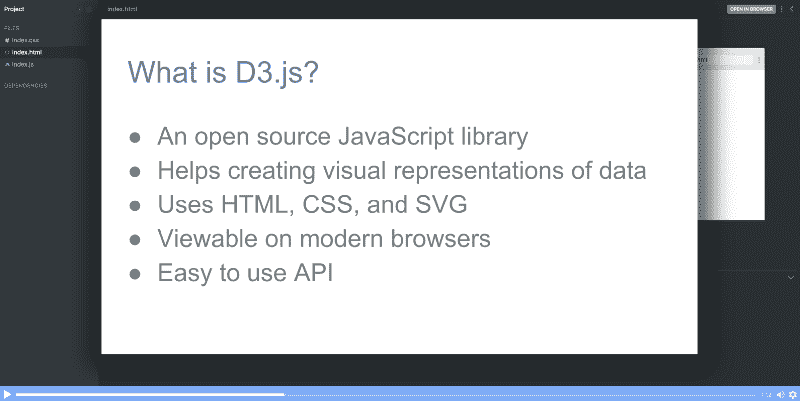 Project
index.html
OPEN IN BROWSER
FILES
index.css
index.html
index.js
DEPENDENCIES
What is D3.js?
● An open source JavaScript library
● Helps creating visual representations of data
● Uses HTML, CSS, and SVG
● Viewable on modern browsers
● Easy to use API